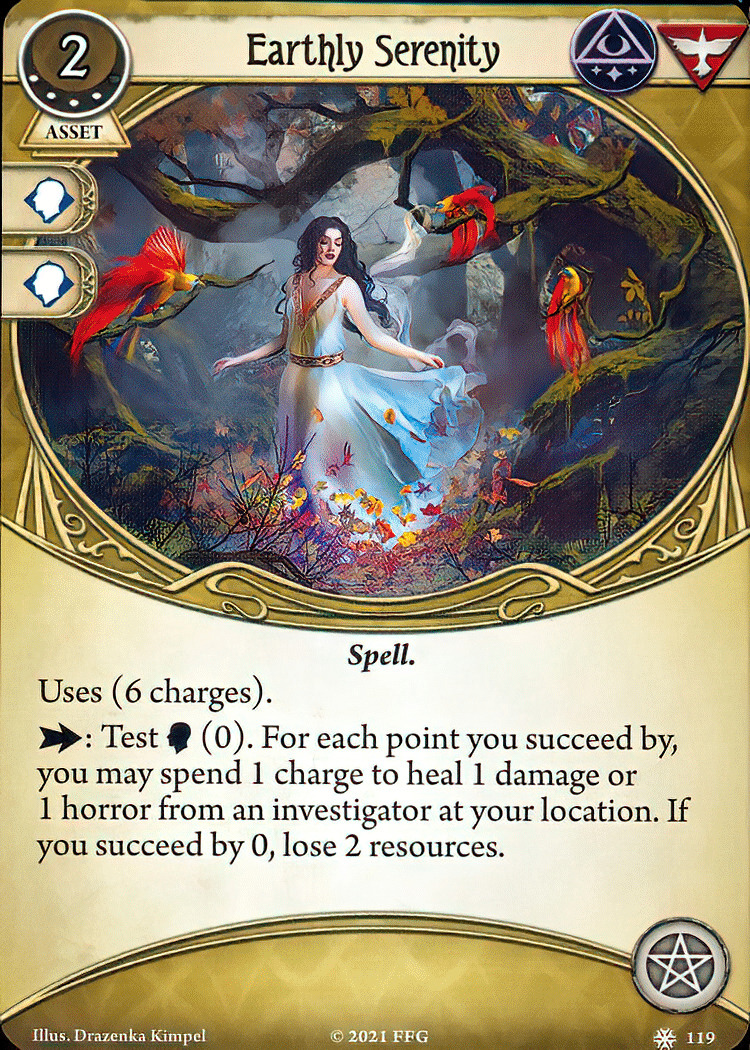 2
Earthly Serenity
ASSET
Spell.
Uses (6 charges).
: Test (0). For each point you succeed by,
you may spend 1 charge to heal 1 damage or
1 horror from an investigator at your location. If
you succeed by 0, lose 2 resources.
Illus. Drazenka Kimpel
© 2021 FFG
119